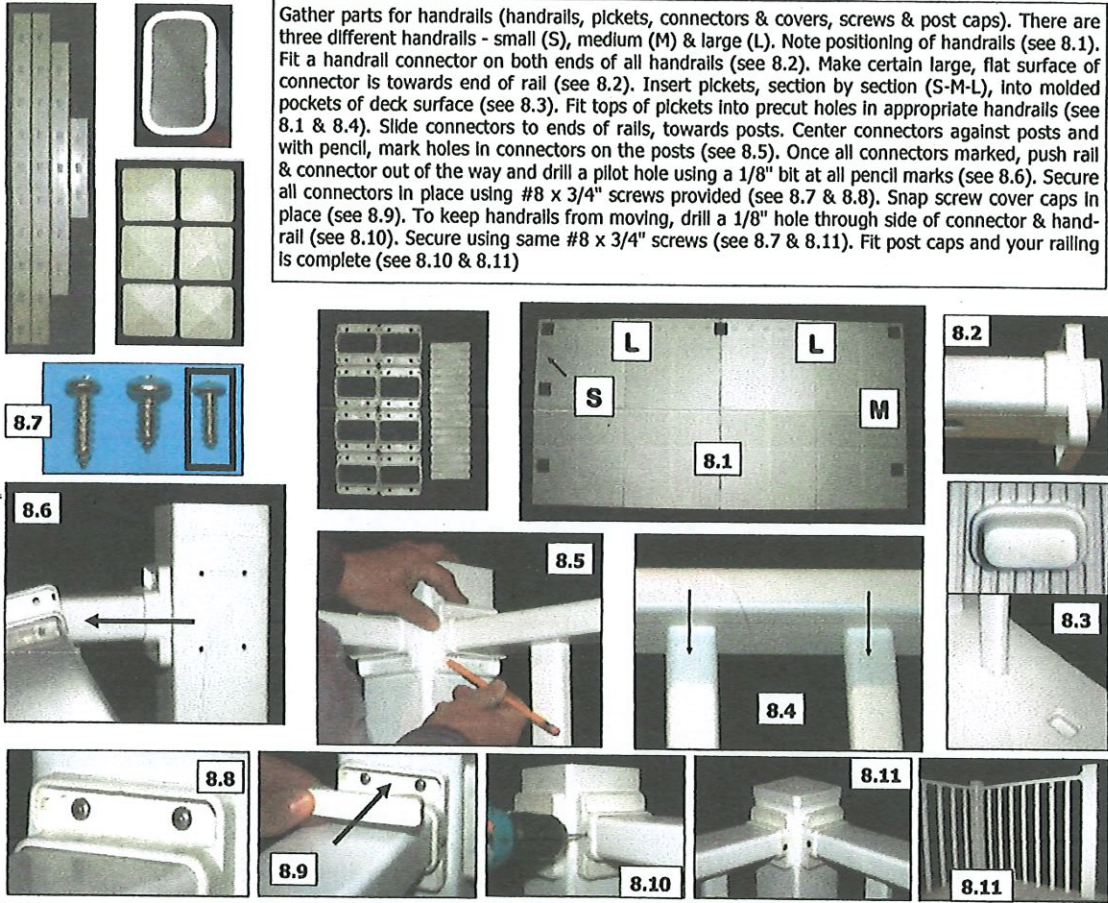 Gather parts for handrails (handrails, pickets, connectors & covers, screws & post caps). There are
three different handrails - small (S), medium (M) & large (L). Note positioning of handrails (see 8.1).
Fit a handrail connector on both ends of all handrails (see 8.2). Make certain large, flat surface of
connector is towards end of rail (see 8.2). Insert pickets, section by section (S-M-L), into molded
pockets of deck surface (see 8.3). Fit tops of pickets into precut holes in appropriate handrails (see
8.1 & 8.4). Slide connectors to ends of rails, towards posts. Center connectors against posts and
with pencil, mark holes in connectors on the posts (see 8.5). Once all connectors marked, push rail
& connector out of the way and drill a pilot hole using a 1/8" bit at all pencil marks (see 8.6). Secure
all connectors in place using #8 x 3/4" screws provided (see 8.7 & 8.8). Snap screw cover caps in
place (see 8.9). To keep handrails from moving, drill a 1/8" hole through side of connector & hand-
rail (see 8.10). Secure using same #8 x 3/4" screws (see 8.7 & 8.11). Fit post caps and your railing
is complete (see 8.10 & 8.11)
L
L
S
M
8.1
8.2
8.7
8.6
8.5
8.4
8.3
8.8
8.9
8.10
8.11
8.11